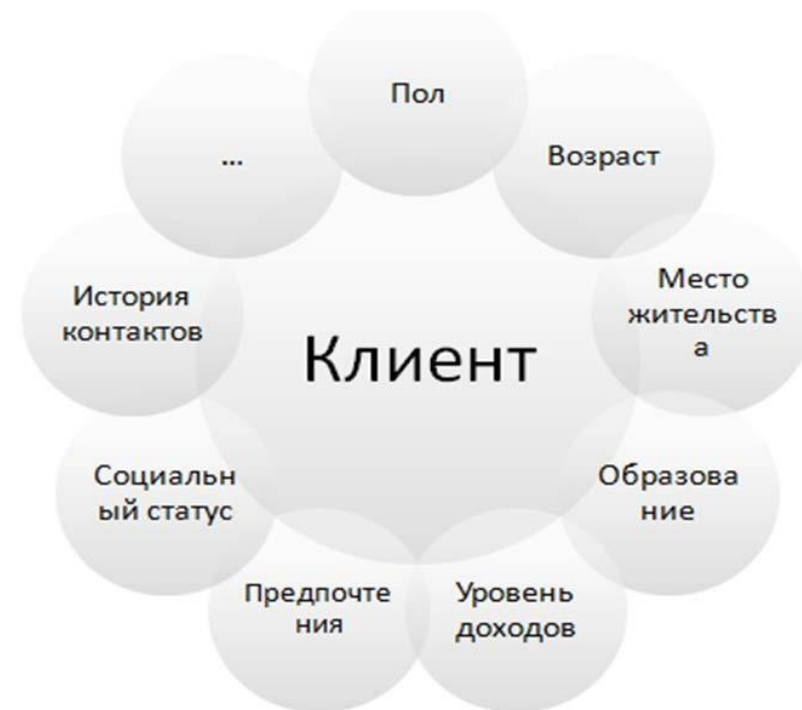 Пол
Возраст
Место
жительств
а
Образова
ние
Уровень
доходов
Предпочте
ния
Социальн
ый статус
История
контактов
...
Клиент